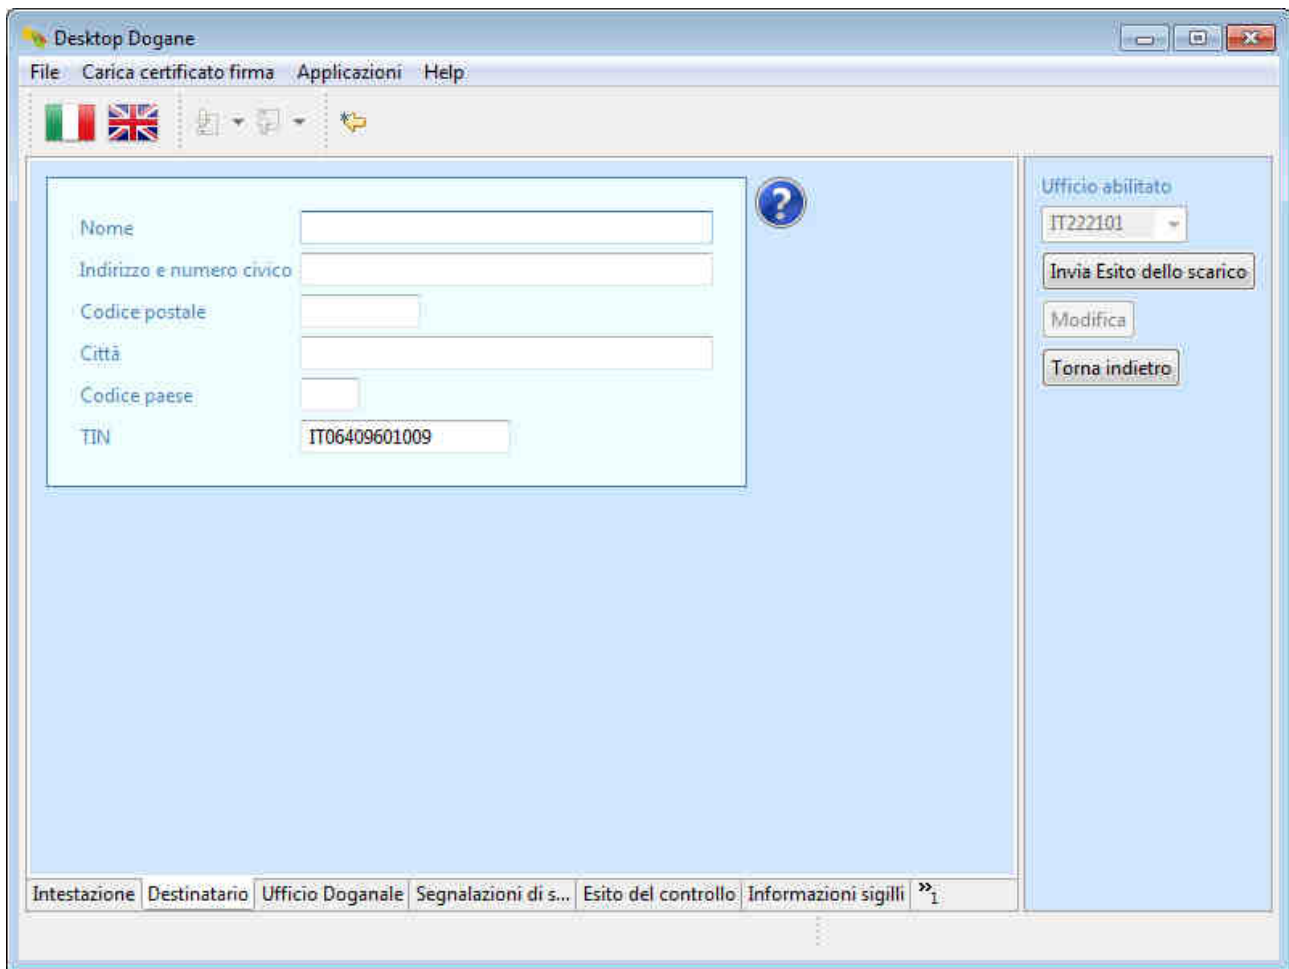 Desktop Dogane
File Carica certificato firma Applicazioni Help
Nome
Indirizzo e numero civico
Codice postale
Città
Codice paese
TIN IT06409601009
?
Ufficio abilitato
IT222101
Invia Esito dello scarico
Modifica
Torna indietro
Intestazione Destinatario Ufficio Doganale Segnalazioni di s... Esito del controllo Informazioni sigilli »1